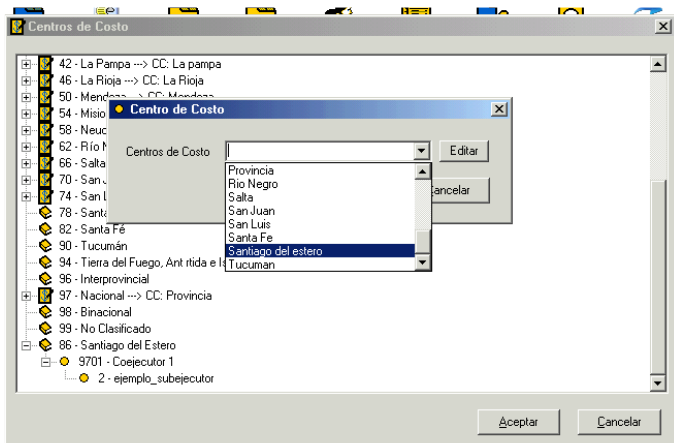 Centros de Costo
42 - La Pampa ---> CC: La pampa
46 - La Rioja ---> CC: La Rioja
50 - Mendoza ---> CC: Mendoza
54 - Misio
58 - Neuc
62 - Río N
66 - Salta
70 - San J
74 - San L
78 - Santa
82 - Santa Fé
90 - Tucumán
94 - Tierra del Fuego, Ant rtida e Is
96 - Interprovincial
97 - Nacional ---> CC: Provincia
98 - Binacional
99 - No Clasificado
86 - Santiago del Estero
9701 - Coejecutor 1
2 - ejemplo_subejecutor
Centro de Costo
Centros de Costo
Editar
Provincia
Rio Negro
Salta
San Juan
San Luis
Santa Fe
Santiago del estero
Tucuman
Cancelar
Aceptar
Cancelar